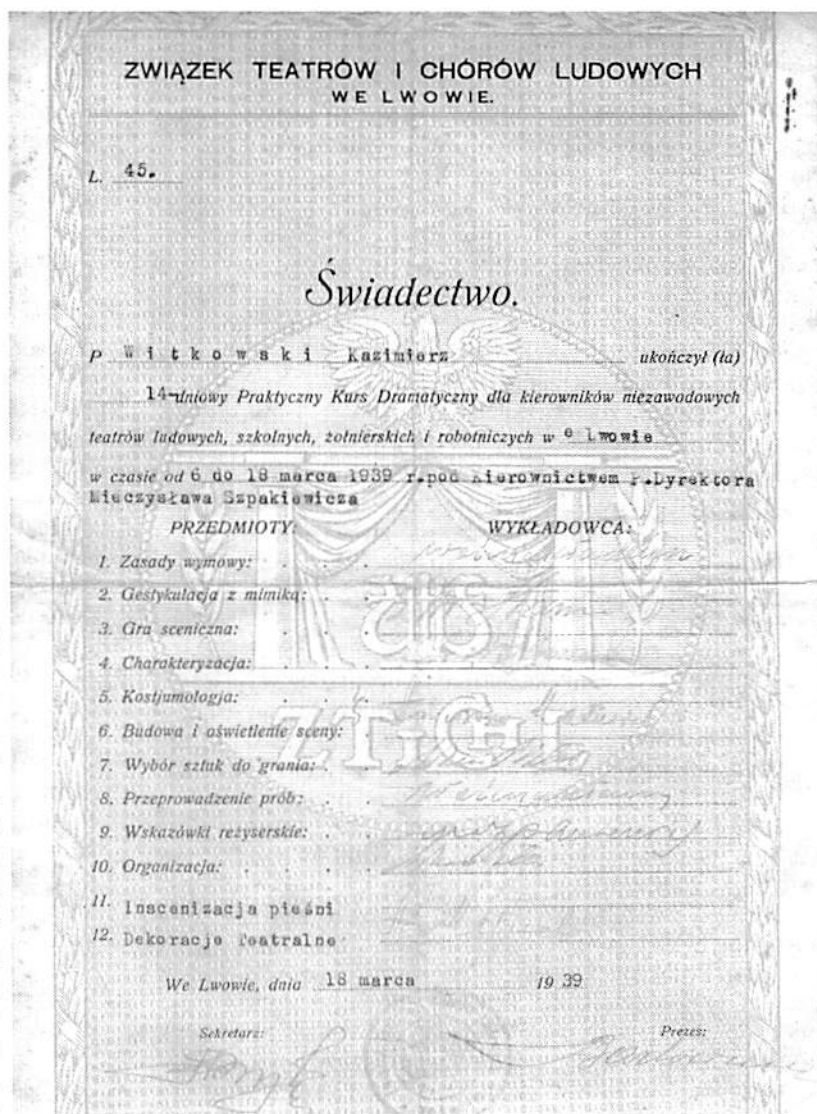 ZWIĄZEK TEATRÓW I CHÓRÓW LUDOWYCH
WE LWOWIE.
L. 45.
Świadectwo.
P Witkowski Kazimierz ukończył (ła)
14-dniowy Praktyczny Kurs Dramatyczny dla kierowników niezawodowych
teatrów ludowych, szkolnych, żołnierskich i robotniczych w e Lwowie
w czasie od 6 do 18 marca 1939 r.pod kierownictwem P.Dyrektora
Mieczysława Szpakiewicza
PRZEDMIOTY: WYKŁADOWCA:
1. Zasady wymowy: . . .
2. Gestykulacja z mimiką: . .
3. Gra sceniczna: . . .
4. Charakteryzacja: . . .
5. Kostjumologja: . . .
6. Budowa i oświetlenie sceny: .
7. Wybór sztuk do grania: . .
8. Przeprowadzenie prób: . .
9. Wskazówki reżyserskie: . .
10. Organizacja: . . . .
11. Inscenizacja pieśni
12. Dekoracje Teatralne
ZTiCHL
We Lwowie, dnia 18 marca 19 39
Sekretarz: Prezes: